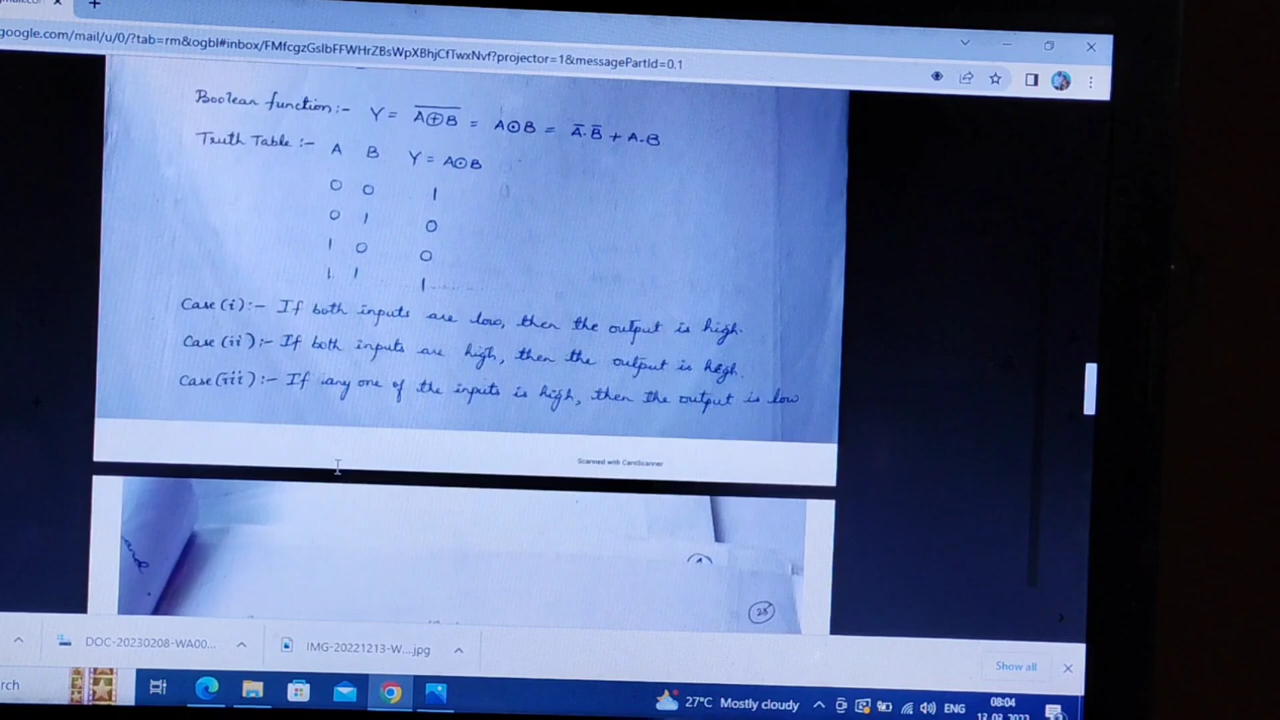 google.com/mail/u/0/?tab=rm&ogbl#inbox/FMfcgzGslbFFWHrZBsWpXBhjCfTwxNvf?projector=1&messagePartId=0.1
Boolean function:- Y = \overline{A⊕B} = A⊙B = A̅.B̅ + A.B
Truth Table :- A B Y = A⊙B
0 0 1
0 1 0
1 0 0
1 1 1
Case (i):- If both inputs are low, then the output is high.
Case (ii):- If both inputs are high, then the output is high.
Case (iii):- If any one of the inputs is high, then the output is low
Scanned with CamScanner
25
DOC-20230208-WA00...
IMG-20221213-W....jpg
Show all
rch
27°C Mostly cloudy
ENG
08:04